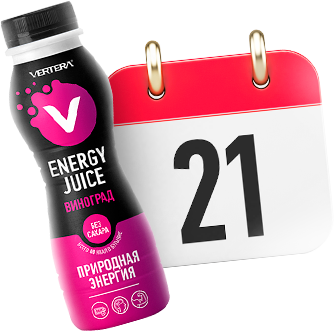 VERTERA
V
ENERGY
JUICE
ВИНОГРАД
БЕЗ
САХАРА
ПРИРОДНАЯ
ЭНЕРГИЯ
21